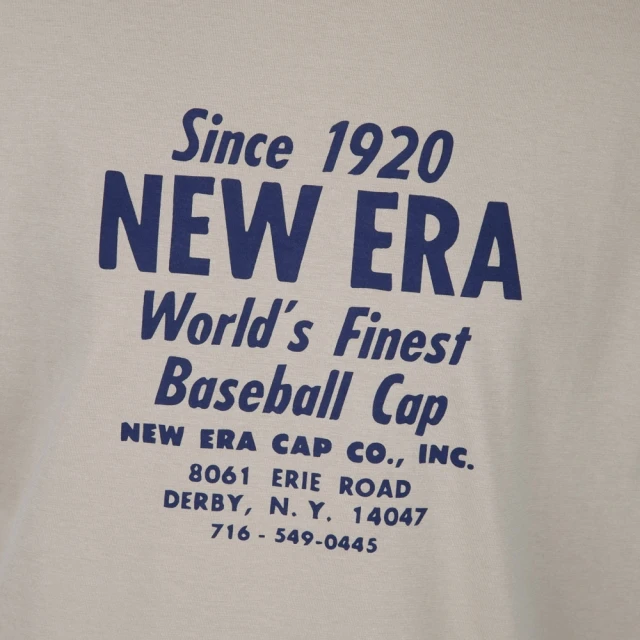 Since 1920
NEW ERA
World's Finest
Baseball Cap
NEW ERA CAP CO., INC.
8061 ERIE ROAD
DERBY, N. Y. 14047
716 - 549-0445